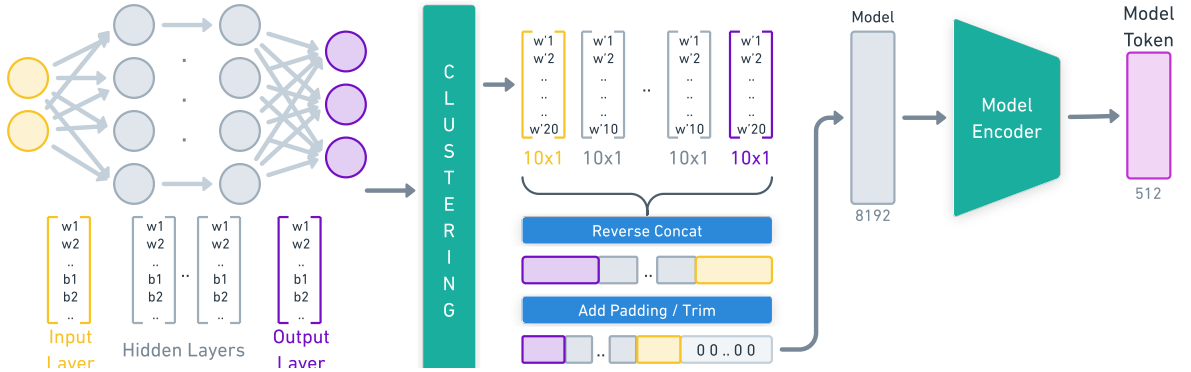 w1
w2
..
b1
b2
..
w1
w2
..
b1
b2
..
..
w1
w2
..
b1
b2
..
w1
w2
..
b1
b2
..
Input
Layer
Hidden Layers
Output
Layer
CLUSTERING
w'1
w'2
..
..
w'20
10x1
w'1
w'2
..
..
w'10
10x1
..
w'1
w'2
..
..
w'10
10x1
w'1
w'2
..
..
w'20
10x1
Reverse Concat
..
Add Padding / Trim
..
0 0 .. 0 0
Model
8192
Model
Encoder
Model
Token
512